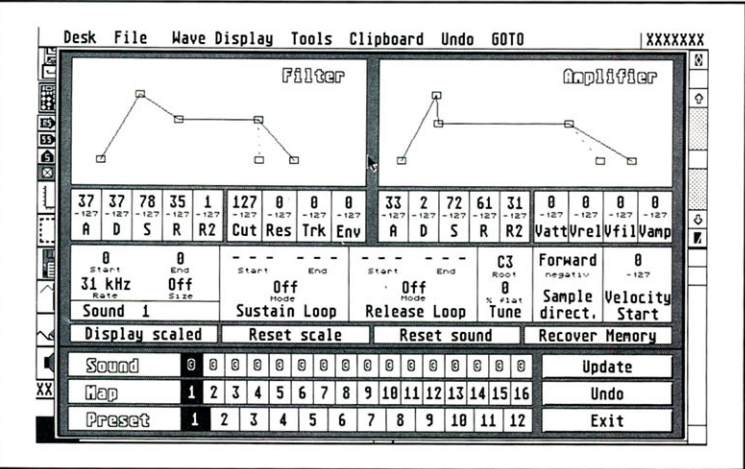 Desk File Wave Display Tools Clipboard Undo GOTO XXXXXXX
Filter Amplifier
37 37 78 35 1 127 0 0 0 33 2 72 61 31 0 0 0 0
-127 -127 -127 -127 -127 -127 -127 -127 -127 -127 -127 -127 -127 -127 -127 -127 -127 -127
A D S R R2 Cut Res Trk Env A D S R R2 Vatt Vrel Vfil Vamp
0 0 --- --- --- --- C3 Forward 0
Start End Start End Start End Root negativ -127
31 kHz Off Off Off 0 Sample Velocity
Rate Size Mode Mode % flat
Sound 1 Sustain Loop Release Loop Tune direct. Start
Display scaled Reset scale Reset sound Recover Memory
Sound 0 0 0 0 0 0 0 0 0 0 0 0 0 0 0 0 Update
XX Map 1 2 3 4 5 6 7 8 9 10 11 12 13 14 15 16 Undo
Preset 1 2 3 4 5 6 7 8 9 10 11 12 Exit